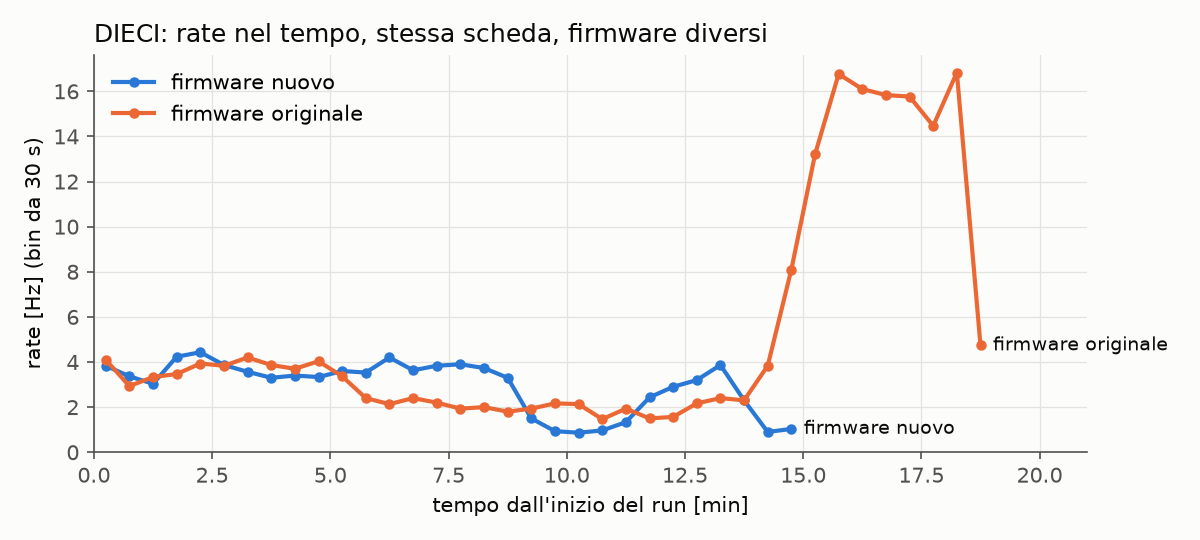 DIECI: rate nel tempo, stessa scheda, firmware diversi
firmware nuovo
firmware originale
rate [Hz] (bin da 30 s)
16
14
12
10
8
6
4
2
0
firmware originale
firmware nuovo
0.0 2.5 5.0 7.5 10.0 12.5 15.0 17.5 20.0
tempo dall'inizio del run [min]